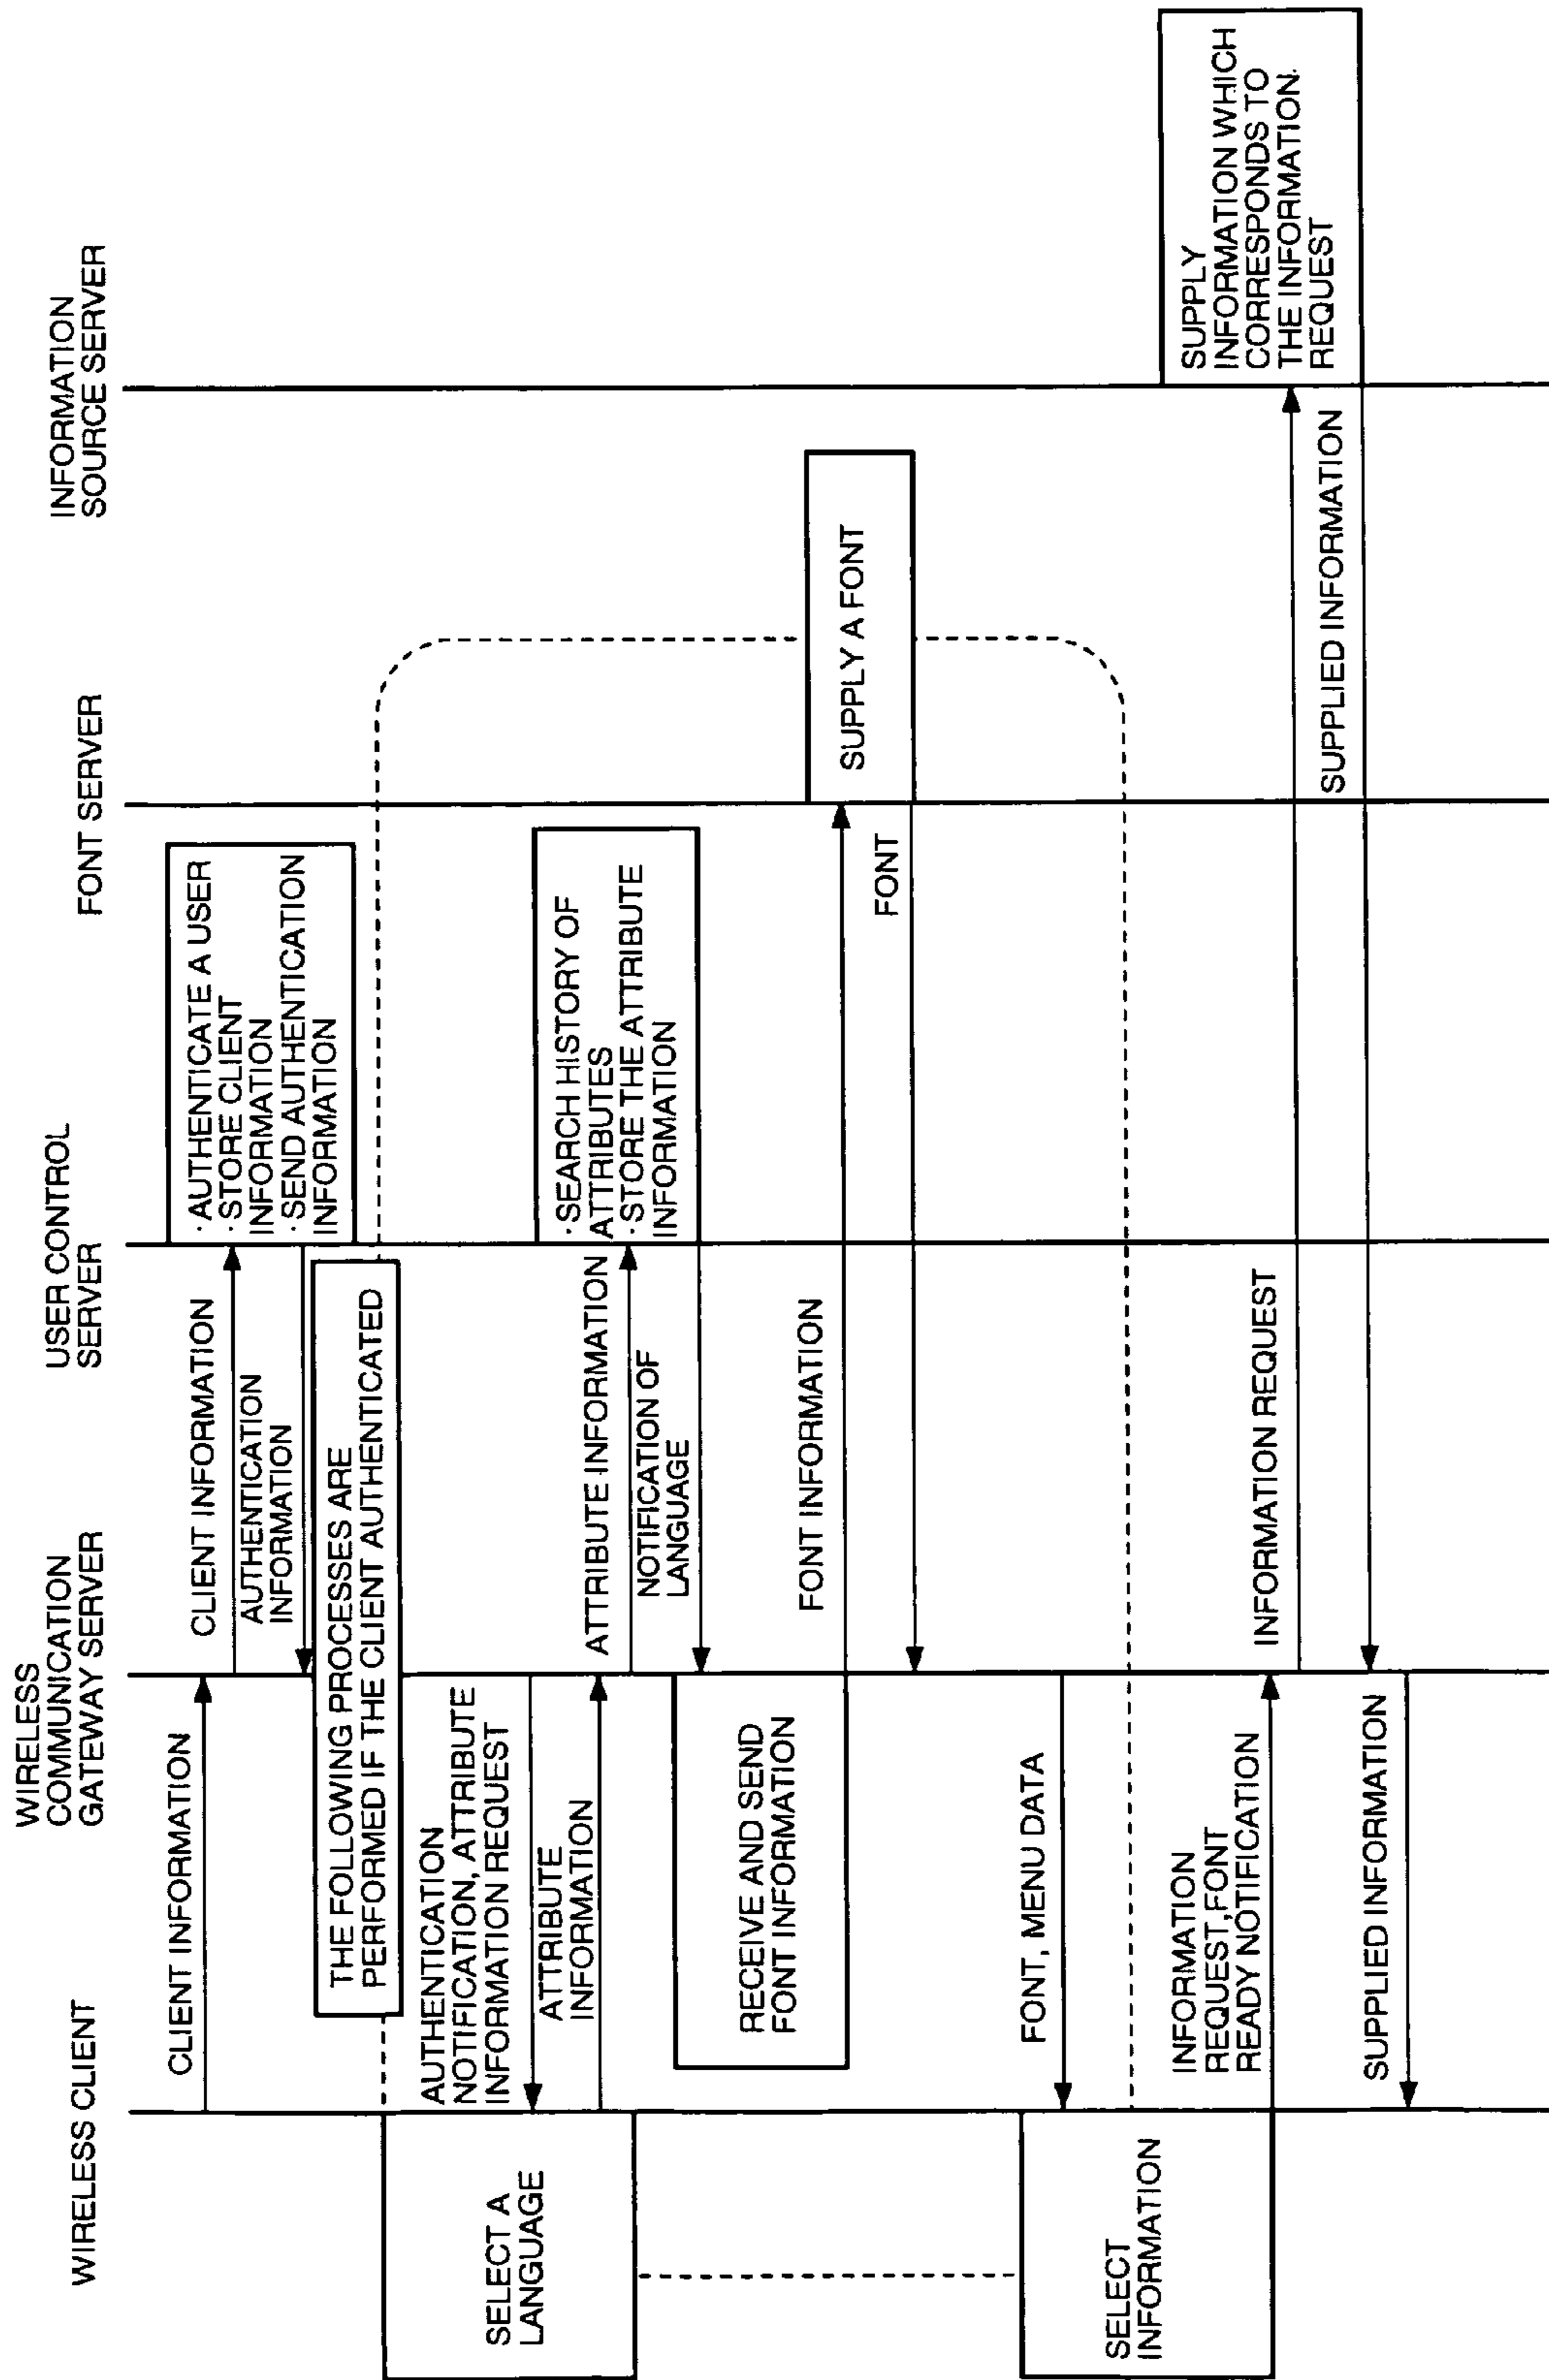 WIRELESS CLIENT
WIRELESS
COMMUNICATION
GATEWAY SERVER
USER CONTROL
SERVER
FONT SERVER
INFORMATION
SOURCE SERVER
CLIENT INFORMATION
CLIENT INFORMATION
· AUTHENTICATE A USER
· STORE CLIENT
INFORMATION
· SEND AUTHENTICATION
INFORMATION
AUTHENTICATION
INFORMATION
THE FOLLOWING PROCESSES ARE
PERFORMED IF THE CLIENT AUTHENTICATED
SELECT A
LANGUAGE
AUTHENTICATION
NOTIFICATION, ATTRIBUTE
INFORMATION REQUEST
ATTRIBUTE
INFORMATION
ATTRIBUTE INFORMATION
· SEARCH HISTORY OF
ATTRIBUTES
· STORE THE ATTRIBUTE
INFORMATION
NOTIFICATION OF
LANGUAGE
RECEIVE AND SEND
FONT INFORMATION
FONT INFORMATION
SUPPLY A FONT
FONT
FONT, MENU DATA
SELECT
INFORMATION
INFORMATION
REQUEST,FONT
READY NOTIFICATION
INFORMATION REQUEST
SUPPLY
INFORMATION WHICH
CORRESPONDS TO
THE INFORMATION.
REQUEST
SUPPLIED INFORMATION
SUPPLIED INFORMATION